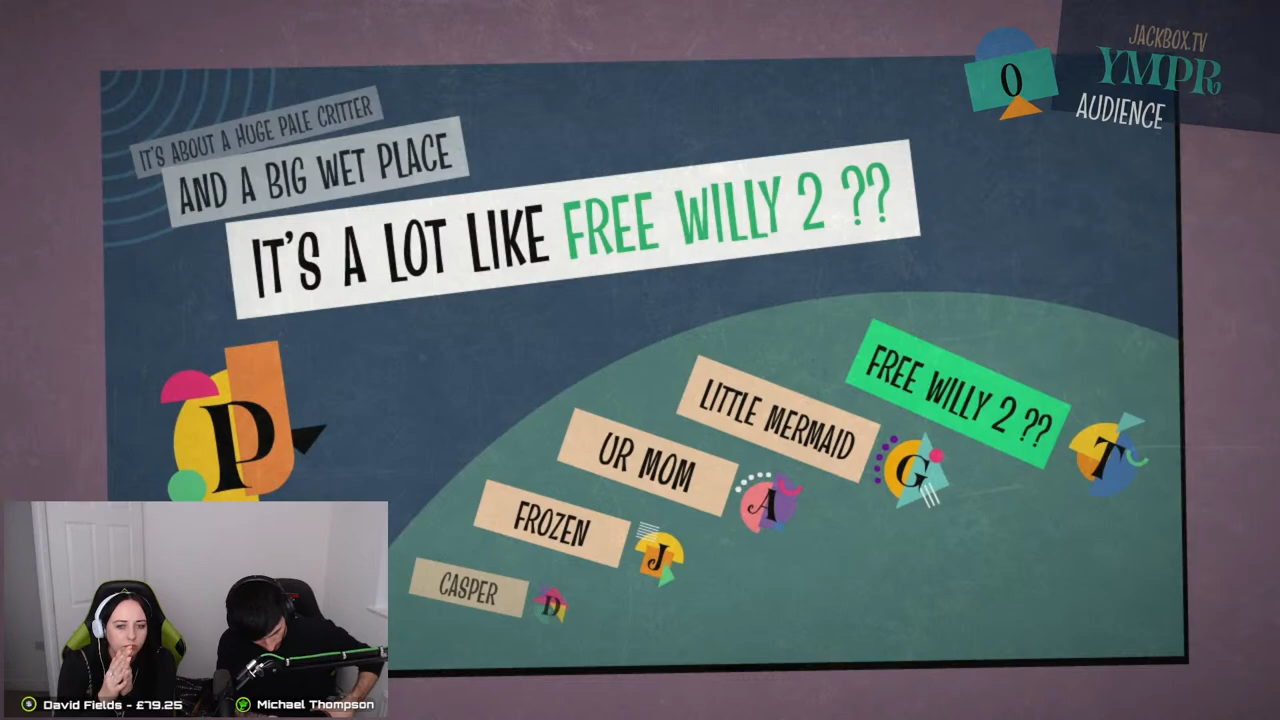 JACKBOX.TV
YMPR
0
AUDIENCE
IT'S ABOUT A HUGE PALE CRITTER
AND A BIG WET PLACE
IT'S A LOT LIKE FREE WILLY 2 ??
FREE WILLY 2 ??
T
LITTLE MERMAID
G
UR MOM
A
FROZEN
J
CASPER
D
P
David Fields - £79.25
Michael Thompson